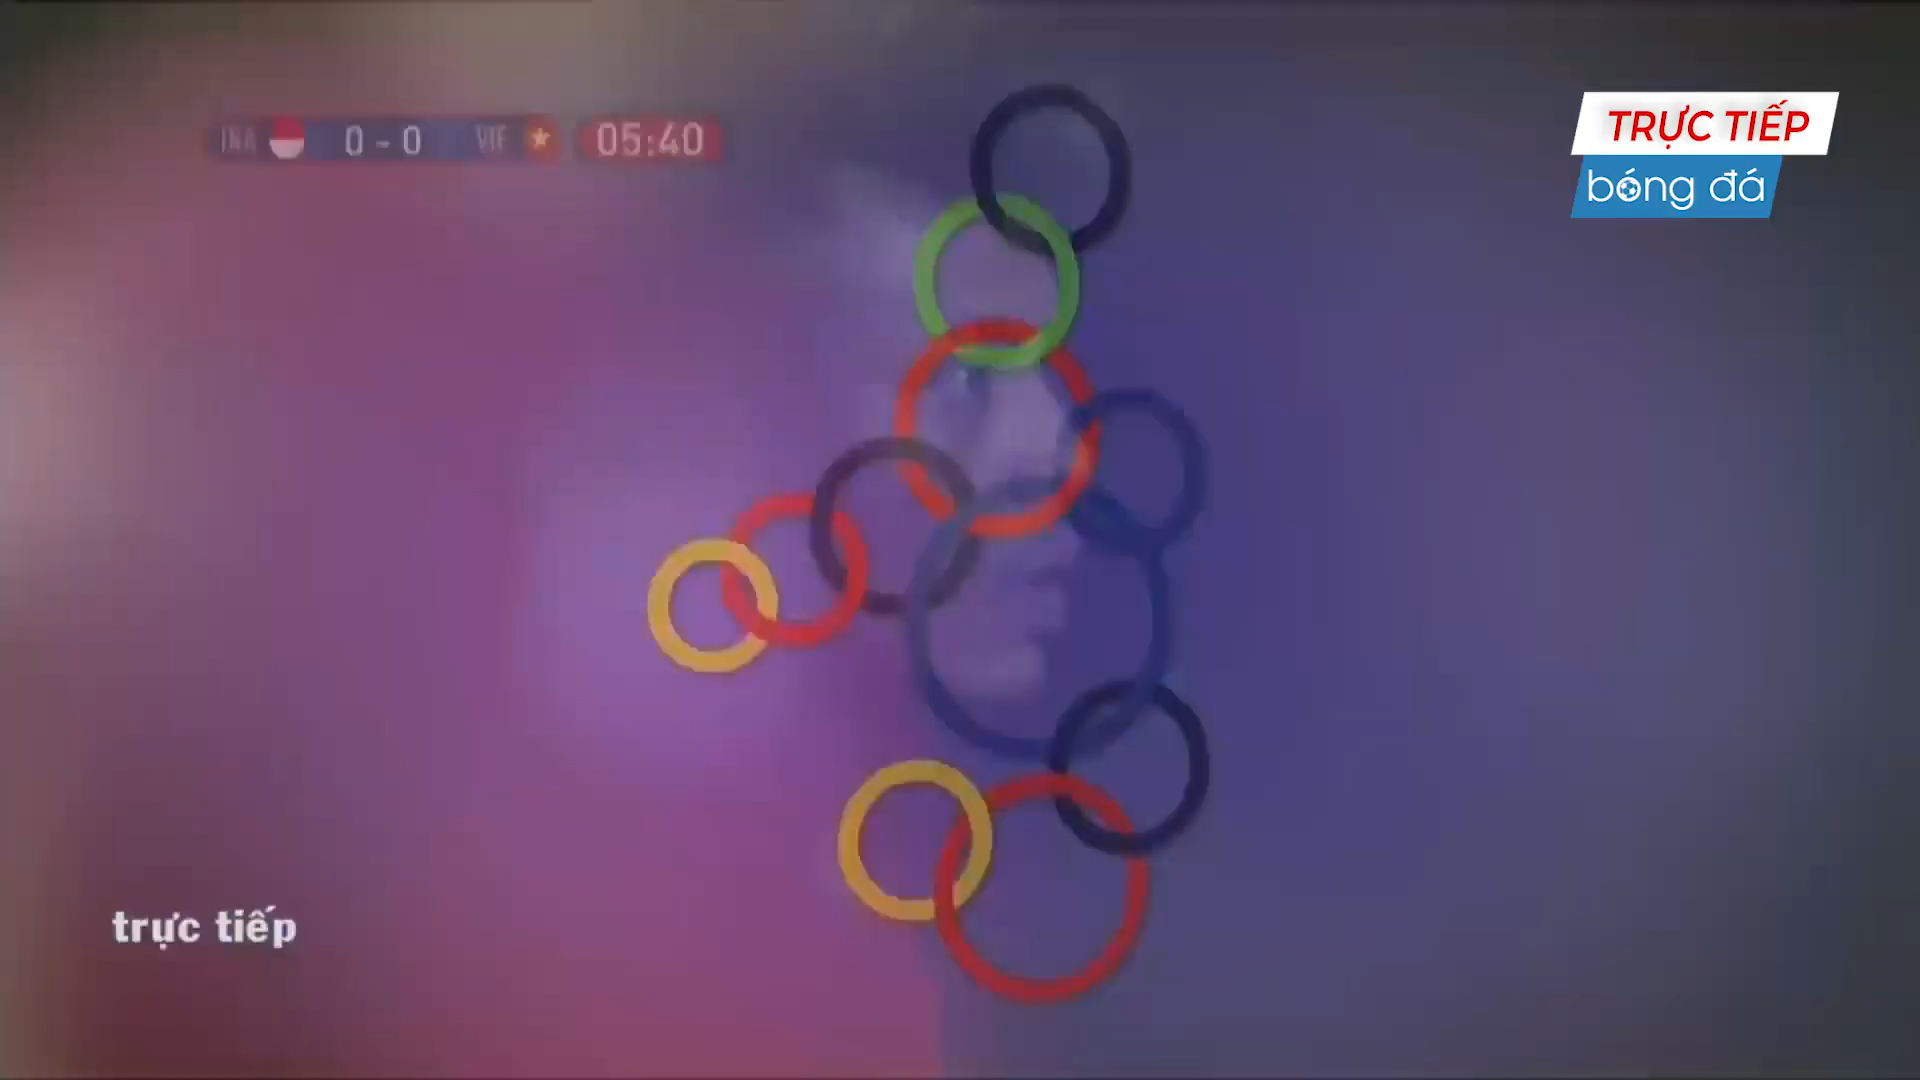 INA 0 - 0 VIE 05:40
TRỰC TIẾP
bóng đá
trực tiếp